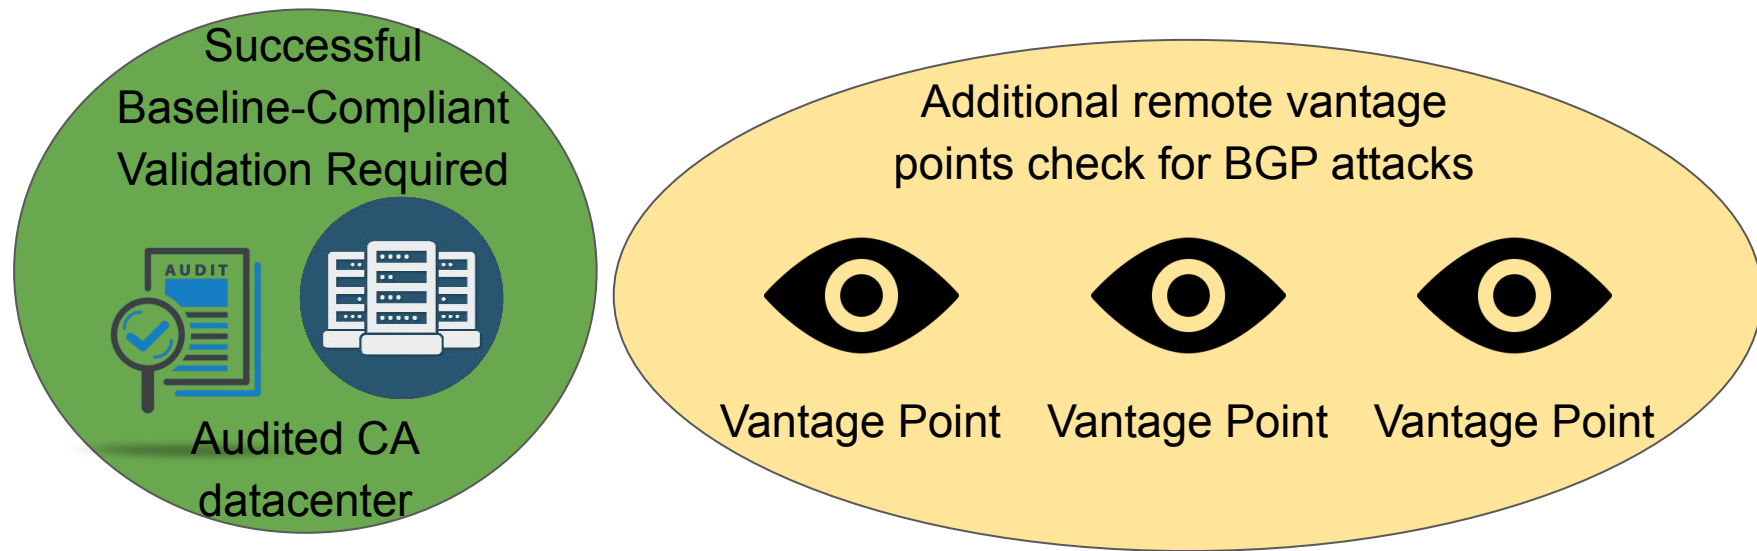 Successful
Baseline-Compliant
Validation Required
AUDIT
Audited CA
datacenter
Additional remote vantage
points check for BGP attacks
Vantage Point
Vantage Point
Vantage Point